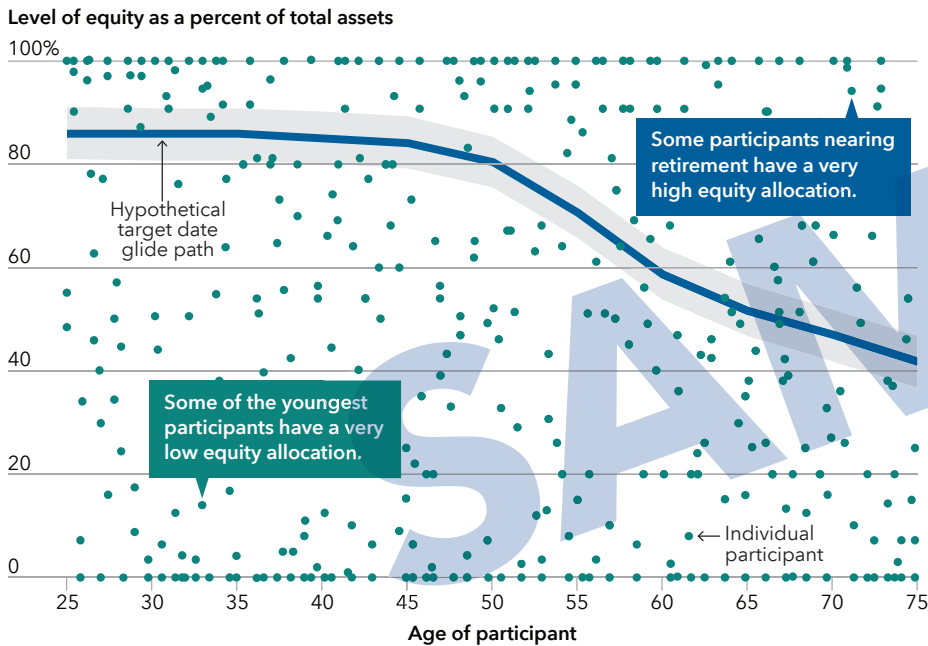 Level of equity as a percent of total assets
100%
Some participants nearing
retirement have a very
high equity allocation.
80
Hypothetical
target date
glide path
60
40
Some of the youngest
participants have a very
low equity allocation.
20
Individual
participant
0
25 30 35 40 45 50 55 60 65 70 75
Age of participant
SAM